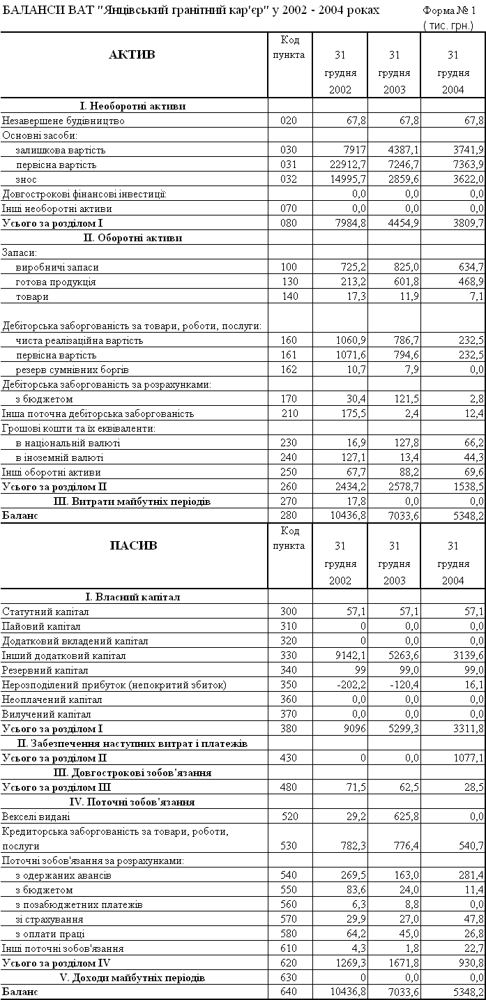 БАЛАНСИ ВАТ "Янцівський гранітний кар'єр" у 2002 - 2004 роках Форма № 1
( тис. грн.)
АКТИВ Код пункта 31 грудня 2002 31 грудня 2003 31 грудня 2004
І. Необоротні активи
Незавершене будівництво 020 67,8 67,8 67,8
Основні засоби:
залишкова вартість 030 7917 4387,1 3741,9
первісна вартість 031 22912,7 7246,7 7363,9
знос 032 14995,7 2859,6 3622,0
Довгострокові фінансові інвестиції: 0,0 0,0 0,0
Інші необоротні активи 070 0,0 0,0 0,0
Усього за розділом І 080 7984,8 4454,9 3809,7
ІІ. Оборотні активи
Запаси:
виробничі запаси 100 725,2 825,0 634,7
готова продукція 130 213,2 601,8 468,9
товари 140 17,3 11,9 7,1
Дебіторська заборгованість за товари, роботи, послуги:
чиста реалізаційна вартість 160 1060,9 786,7 232,5
первісна вартість 161 1071,6 794,6 232,5
резерв сумнівних боргів 162 10,7 7,9 0,0
Дебіторська заборгованість за розрахунками:
з бюджетом 170 30,4 121,5 2,8
Інша поточна дебіторська заборгованість 210 175,5 2,4 12,4
Грошові кошти та їх еквіваленти:
в національній валюті 230 16,9 127,8 66,2
в іноземній валюті 240 127,1 13,4 44,3
Інші оборотні активи 250 67,7 88,2 69,6
Усього за розділом ІІ 260 2434,2 2578,7 1538,5
ІІІ. Витрати майбутніх періодів 270 17,8 0,0 0,0
Баланс 280 10436,8 7033,6 5348,2
ПАСИВ Код пункта 31 грудня 2002 31 грудня 2003 31 грудня 2004
І. Власний капітал
Статутний капітал 300 57,1 57,1 57,1
Пайовий капітал 310 0 0,0 0,0
Додатковий вкладений капітал 320 0 0,0 0,0
Інший додатковий капітал 330 9142,1 5263,6 3139,6
Резервний капітал 340 99 99,0 99,0
Нерозподілений прибуток (непокритий збиток) 350 -202,2 -120,4 16,1
Неоплачений капітал 360 0,0 0,0 0,0
Вилучений капітал 370 0,0 0,0 0,0
Усього за розділом І 380 9096 5299,3 3311,8
ІІ. Забезпечення наступних витрат і платежів
Усього за розділом ІІ 430 0 0,0 1077,1
ІІІ. Довгострокові зобов'язання
Усього за розділом ІІІ 480 71,5 62,5 28,5
IV. Поточні зобов'язання
Векселі видані 520 29,2 625,8 0,0
Кредиторська заборгованість за товари, роботи,
послуги 530 782,3 776,4 540,7
Поточні зобов'язання за розрахунками:
з одержаних авансів 540 269,5 163,0 281,4
з бюджетом 550 83,6 24,0 11,4
з позабюджетних платежів 560 6,3 8,8 0,0
зі страхування 570 29,9 27,0 47,8
з оплати праці 580 64,2 45,0 26,8
Інші поточні зобов'язання 610 4,3 1,8 22,7
Усього за розділом IV 620 1269,3 1671,8 930,8
V. Доходи майбутніх періодів 630 0 0,0 0,0
Баланс 640 10436,8 7033,6 5348,2